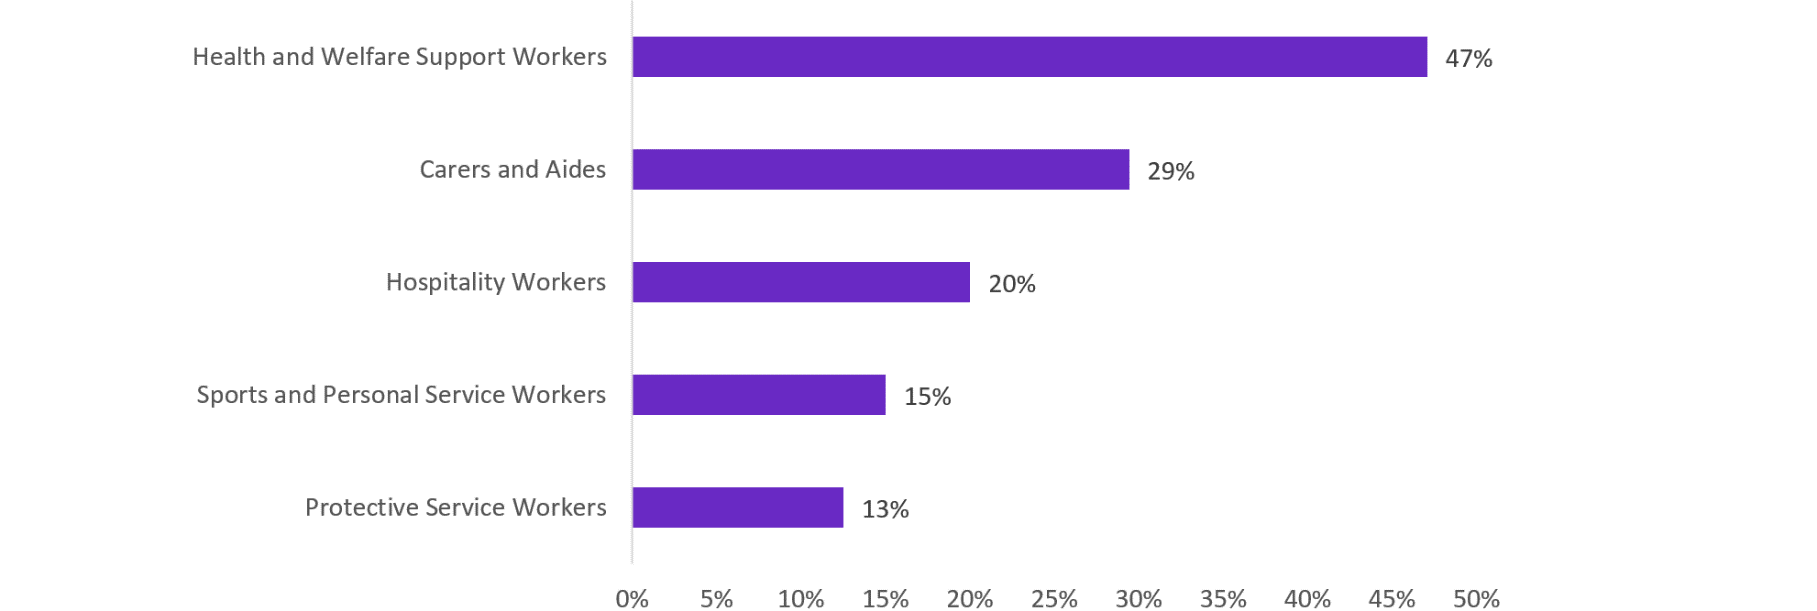 Health and Welfare Support Workers 47%
Carers and Aides 29%
Hospitality Workers 20%
Sports and Personal Service Workers 15%
Protective Service Workers 13%
0% 5% 10% 15% 20% 25% 30% 35% 40% 45% 50%